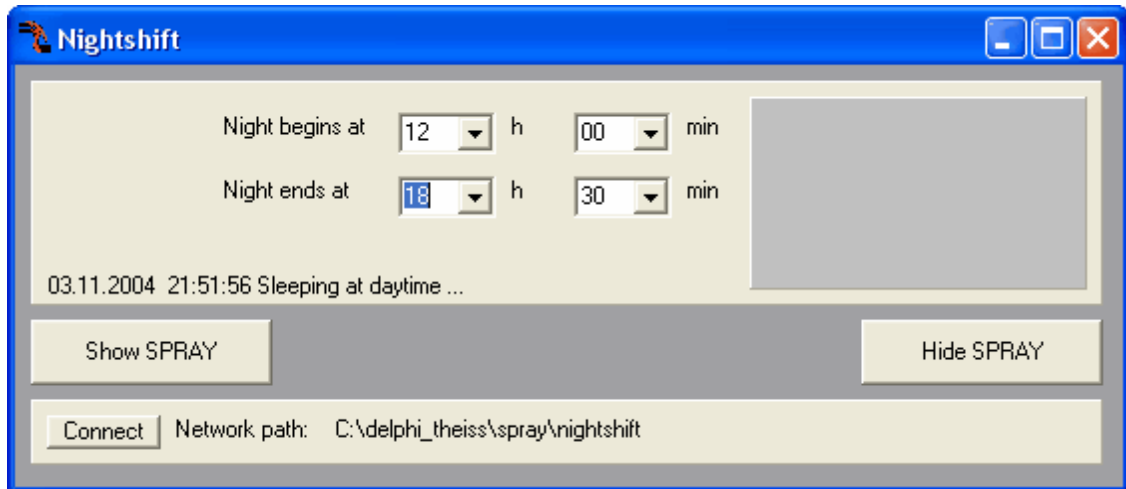 Nightshift
Night begins at 12 h 00 min
Night ends at 18 h 30 min
03.11.2004 21:51:56 Sleeping at daytime ...
Show SPRAY Hide SPRAY
Connect Network path: C:\delphi_theiss\spray\nightshift